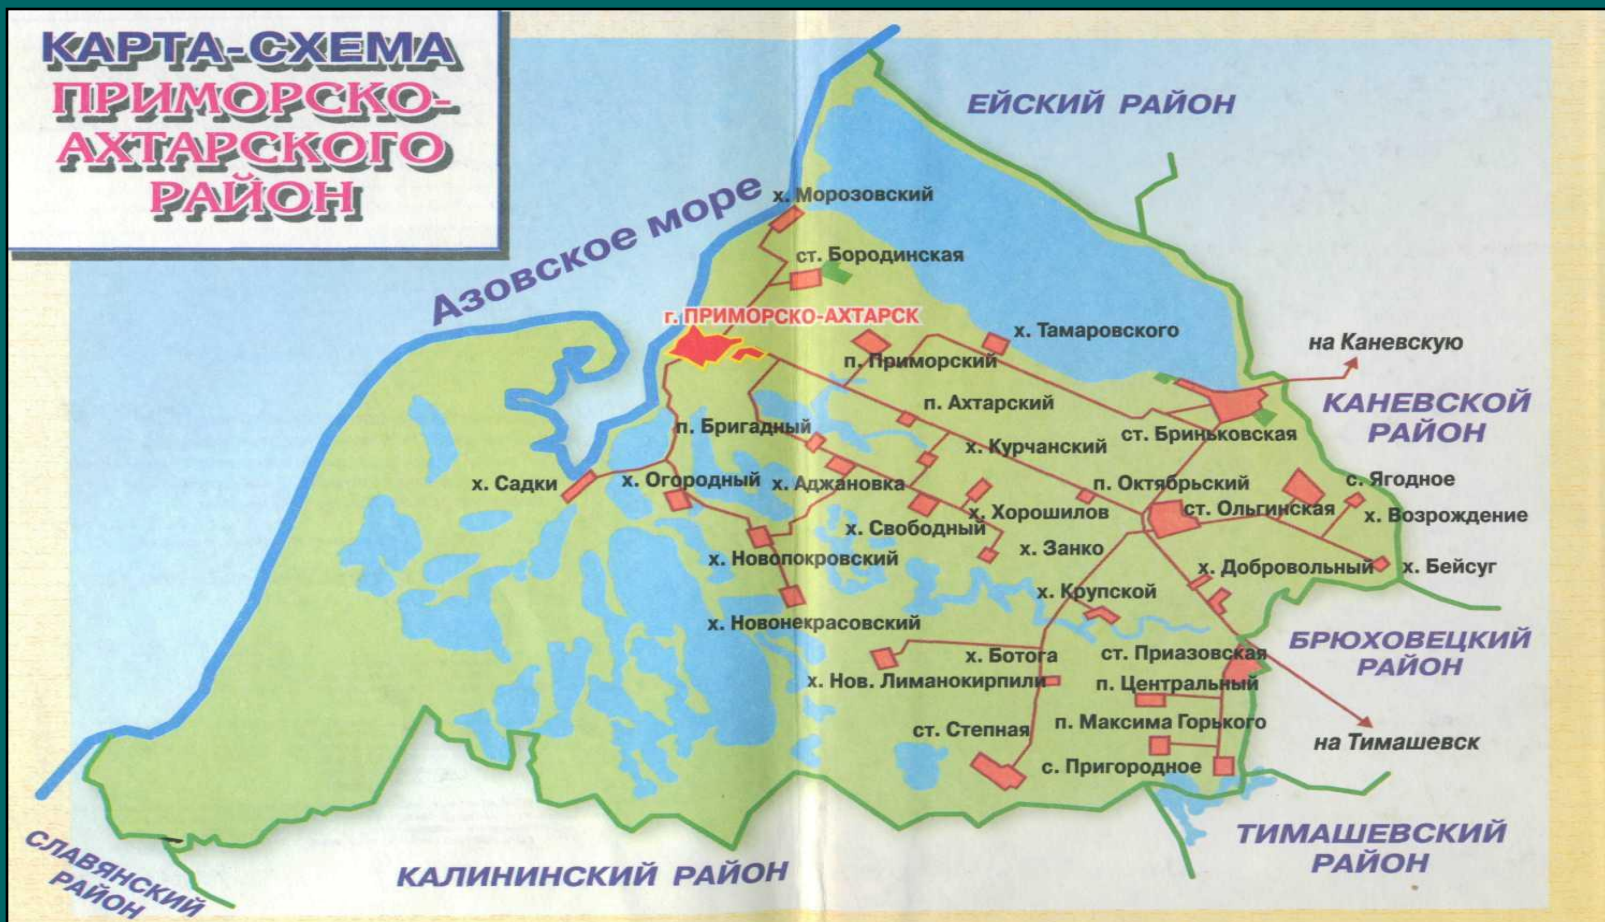 КАРТА-СХЕМА
ПРИМОРСКО-
АХТАРСКОГО
РАЙОН
ЕЙСКИЙ РАЙОН
Азовское море
х. Морозовский
ст. Бородинская
г. ПРИМОРСКО-АХТАРСК
х. Тамаровского
на Каневскую
п. Приморский
п. Ахтарский
КАНЕВСКОЙ
РАЙОН
п. Бригадный
х. Курчанский
ст. Бриньковская
х. Садки
х. Огородный
х. Аджановка
п. Октябрьский
с. Ягодное
х. Хорошилов
ст. Ольгинская
х. Возрождение
х. Свободный
х. Занко
х. Новопокровский
х. Добровольный
х. Бейсуг
х. Крупской
х. Новонекрасовский
БРЮХОВЕЦКИЙ
РАЙОН
х. Ботога
ст. Приазовская
х. Нов. Лиманокирпили
п. Центральный
ст. Степная
п. Максима Горького
на Тимашевск
с. Пригородное
ТИМАШЕВСКИЙ
РАЙОН
СЛАВЯНСКИЙ
РАЙОН
КАЛИНИНСКИЙ РАЙОН